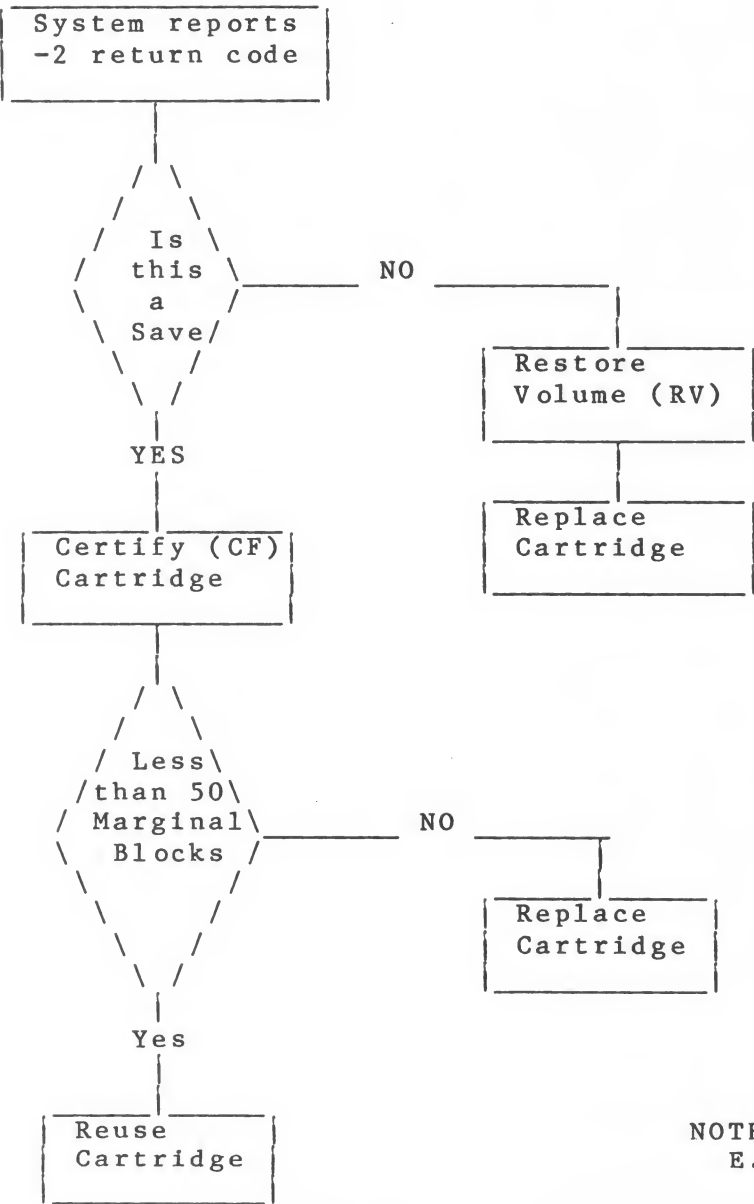 System reports
-2 return code
Is
this
a
Save
NO
Restore
Volume (RV)
YES
Replace
Cartridge
Certify (CF)
Cartridge
Less
than 50
Marginal
Blocks
NO
Replace
Cartridge
Yes
Reuse
Cartridge